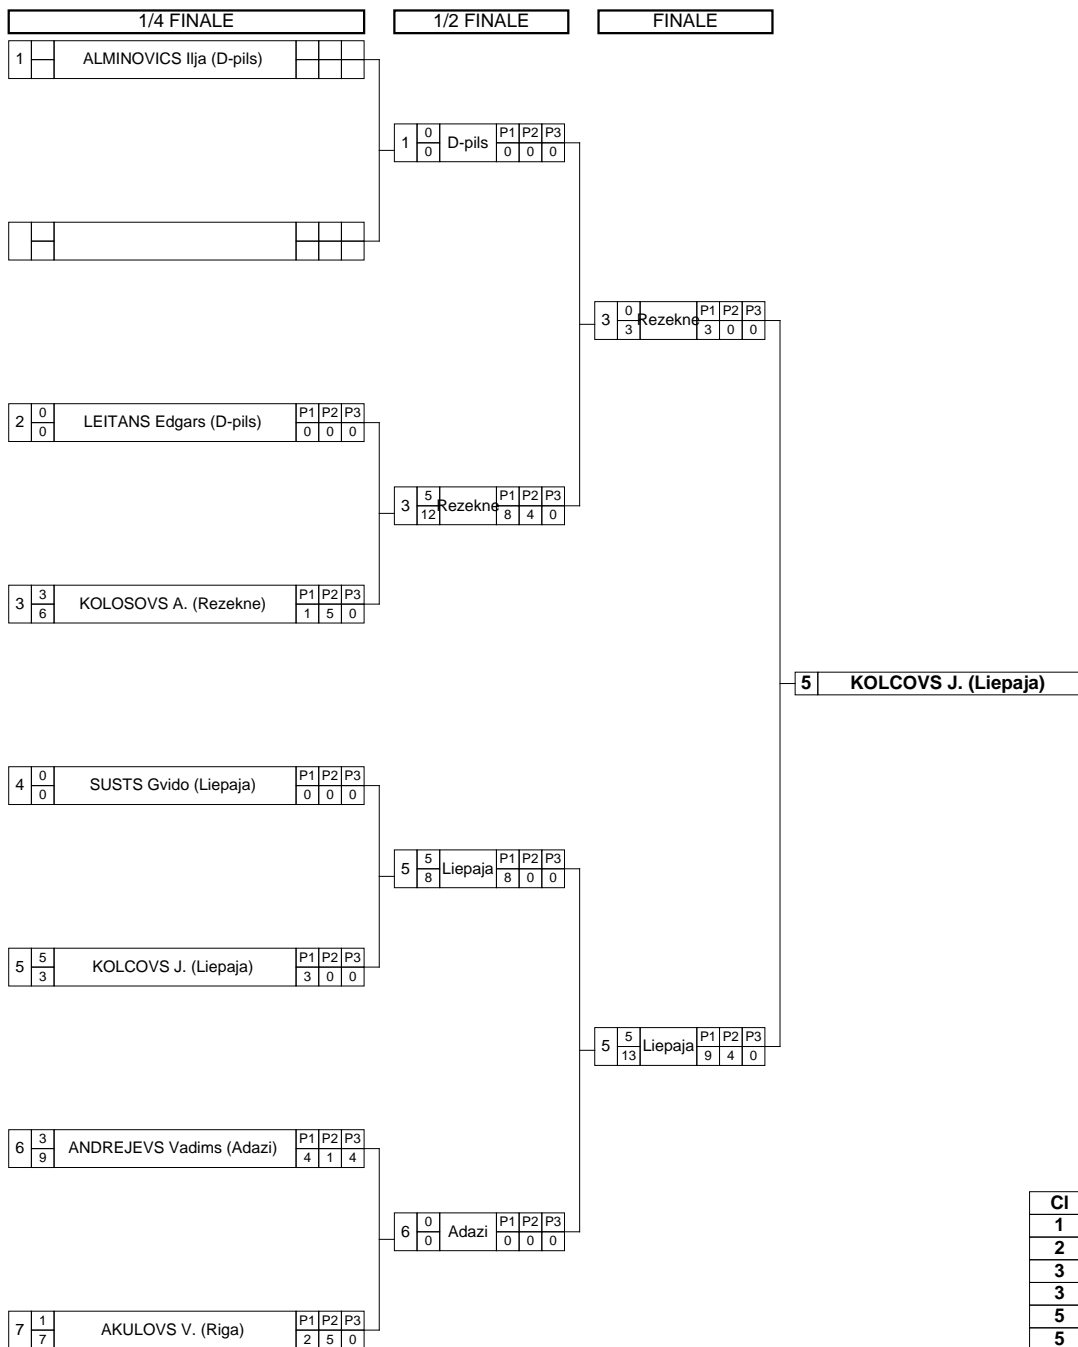 1/4 FINALE 1/2 FINALE FINALE
1 ALMINOVICS Ilja (D-pils)
0 P1 P2 P3
1 D-pils
0 0 0 0
0 P1 P2 P3
3 Rezekne
3 3 0 0
0 P1 P2 P3
2 LEITANS Edgars (D-pils)
0 0 0 0
5 P1 P2 P3
3 Rezekne
12 8 4 0
3 P1 P2 P3
3 KOLOSOVS A. (Rezekne)
6 1 5 0
5 KOLCOVS J. (Liepaja)
0 P1 P2 P3
4 SUSTS Gvido (Liepaja)
0 0 0 0
5 P1 P2 P3
5 Liepaja
8 8 0 0
5 P1 P2 P3
5 KOLCOVS J. (Liepaja)
3 3 0 0
5 P1 P2 P3
5 Liepaja
13 9 4 0
3 P1 P2 P3
6 ANDREJEVS Vadims (Adazi)
9 4 1 4
0 P1 P2 P3
6 Adazi
0 0 0 0
Cl
1
2
3
3
5
5
1 P1 P2 P3
7 AKULOVS V. (Riga)
7 2 5 0